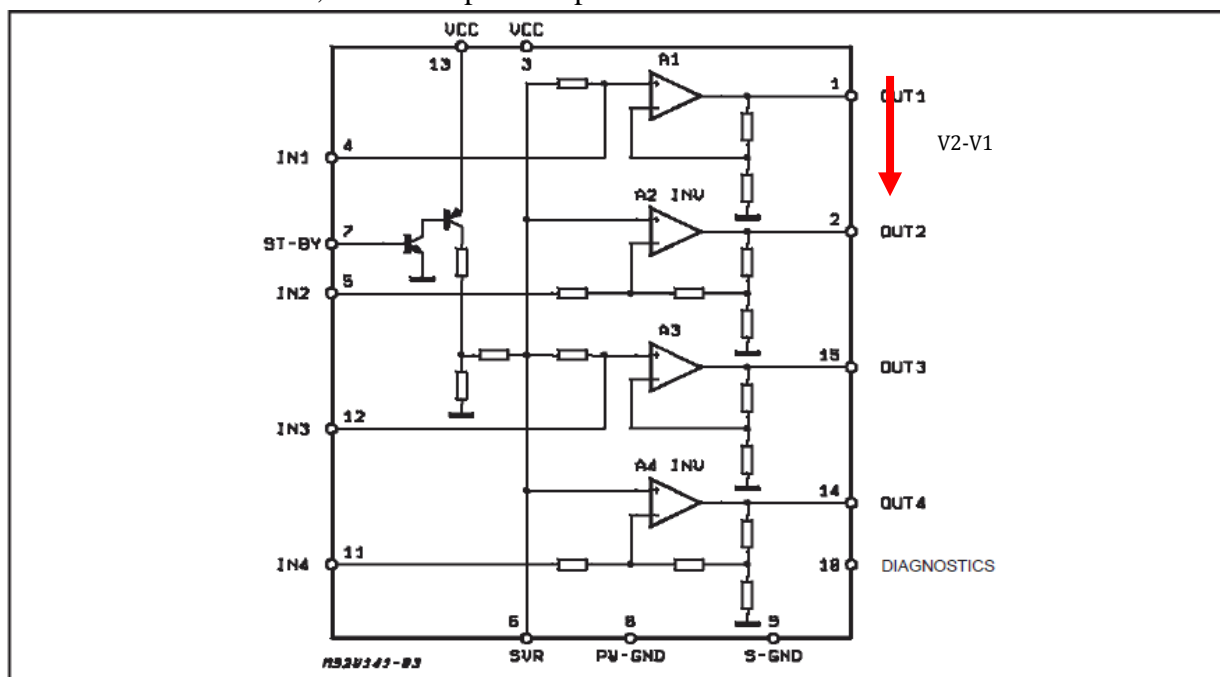 VCC VCC
13 3
A1
1 OUT1
V2-V1
4
IN1
A2 INV
7 2 OUT2
ST-BY
5
IN2
A3
15 OUT3
12
IN3
A4 INV
14 OUT4
11
IN4 10 DIAGNOSTICS
6 8 9
SVR PW-GND S-GND